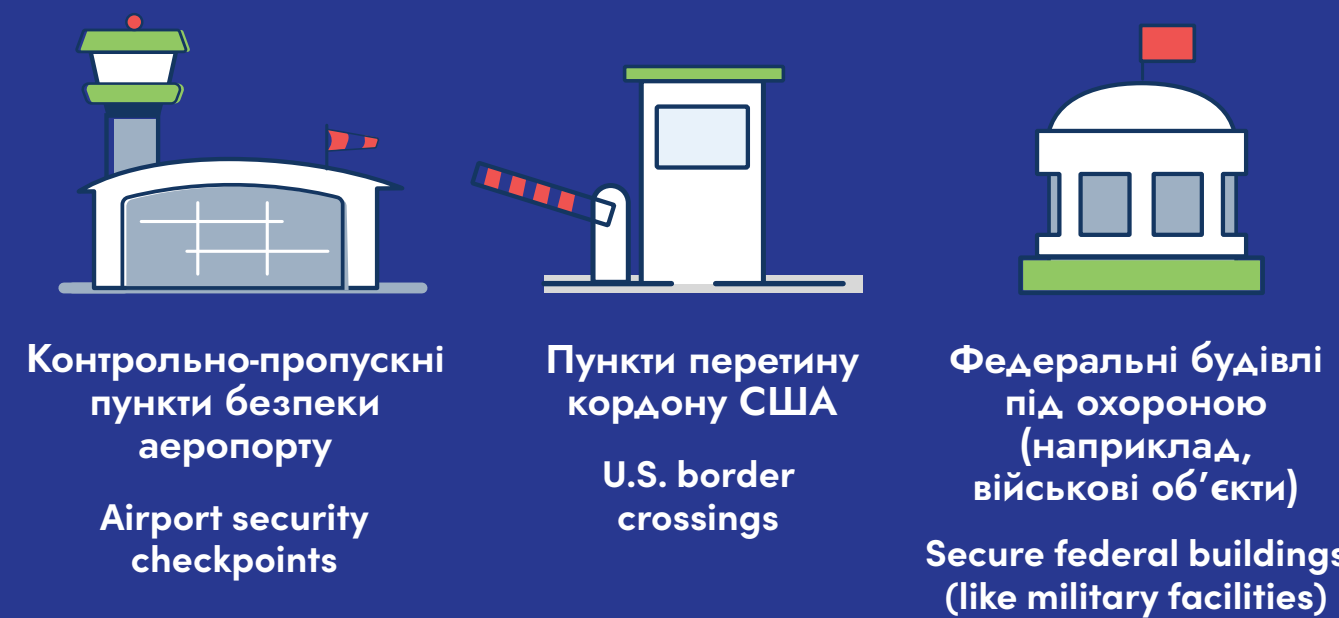 Контрольно-пропускні
пункти безпеки
аеропорту
Airport security
checkpoints
Пункти перетину
кордону США
U.S. border
crossings
Федеральні будівлі
під охороною
(наприклад,
військові об’єкти)
Secure federal buildings
(like military facilities)